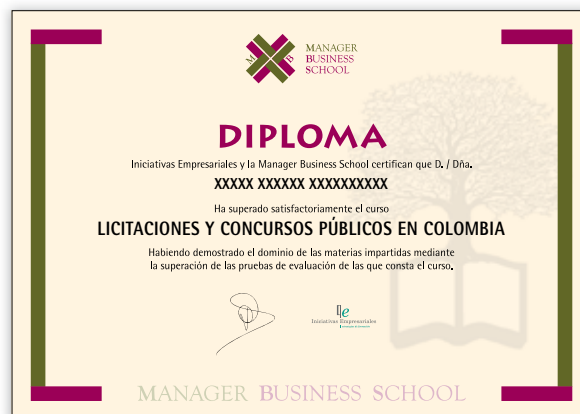 M B
MANAGER
BUSINESS
SCHOOL
DIPLOMA
Iniciativas Empresariales y la Manager Business School certifican que D. / Dña.
XXXXX XXXXXX XXXXXXXXXX
Ha superado satisfactoriamente el curso
LICITACIONES Y CONCURSOS PÚBLICOS EN COLOMBIA
Habiendo demostrado el dominio de las materias impartidas mediante
la superación de las pruebas de evaluación de las que consta el curso.
Ie
Iniciativas Empresariales
MANAGER BUSINESS SCHOOL